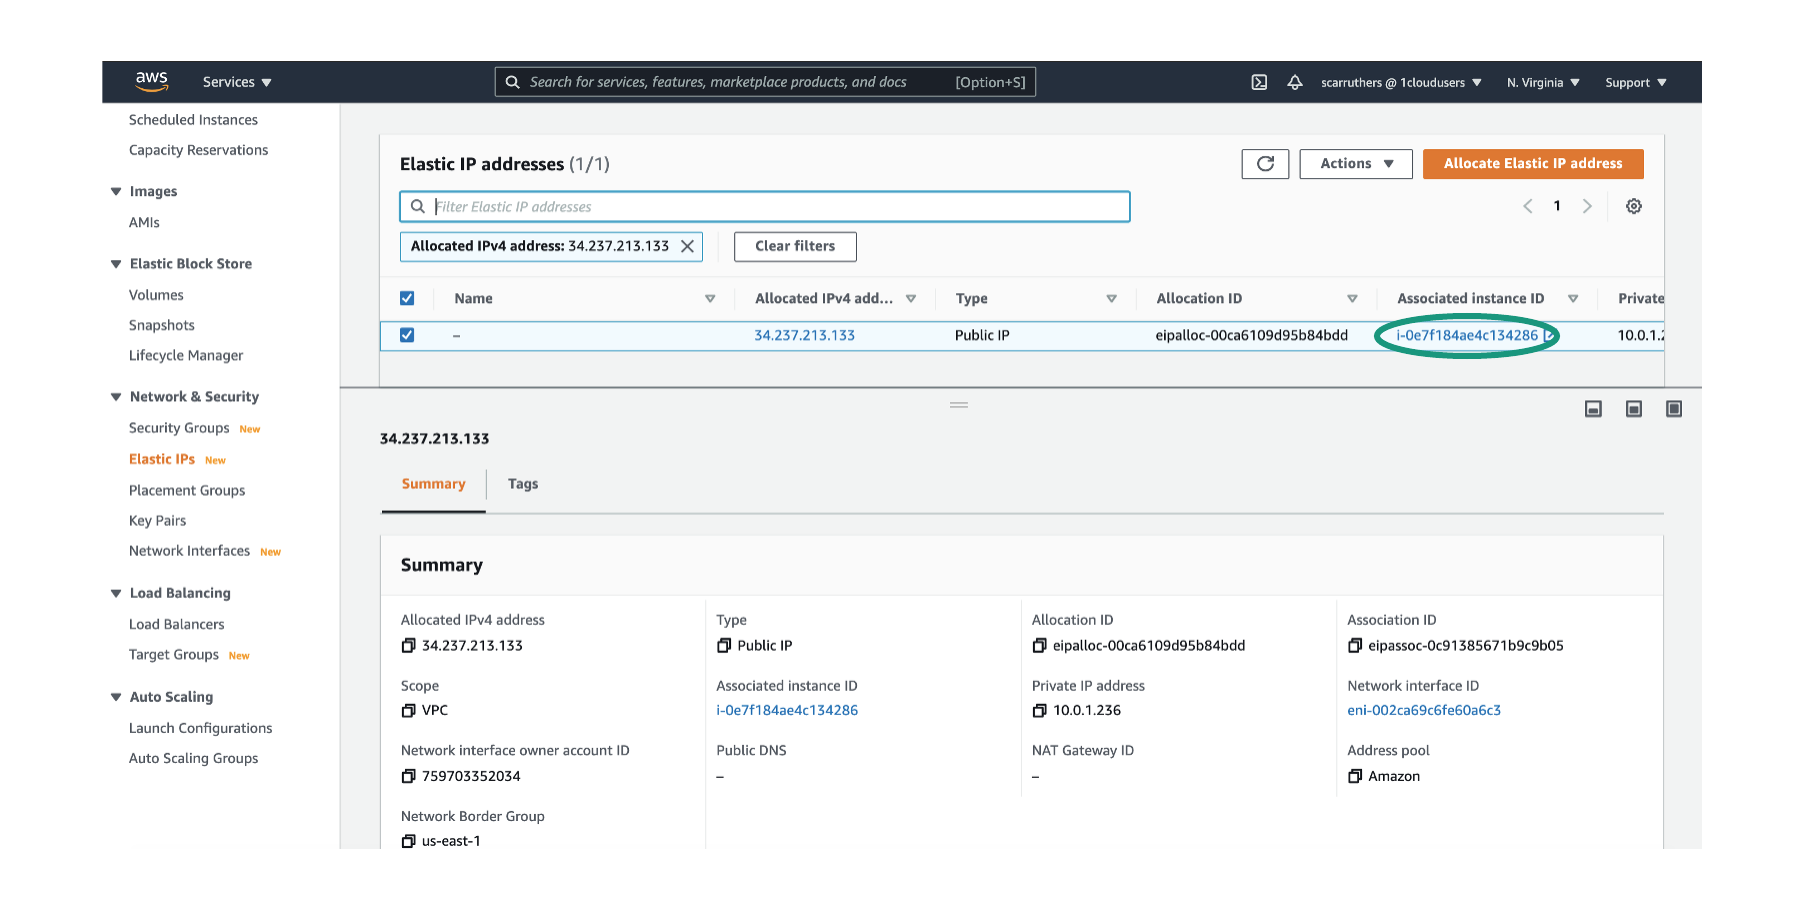 aws Services Search for services, features, marketplace products, and docs [Option+S] scarruthers @ 1cloudusers N. Virginia Support
Scheduled Instances
Capacity Reservations
Images
AMIs
Elastic Block Store
Volumes
Snapshots
Lifecycle Manager
Network & Security
Security Groups New
Elastic IPs New
Placement Groups
Key Pairs
Network Interfaces New
Load Balancing
Load Balancers
Target Groups New
Auto Scaling
Launch Configurations
Auto Scaling Groups
Elastic IP addresses (1/1) Actions Allocate Elastic IP address
Filter Elastic IP addresses 1
Allocated IPv4 address: 34.237.213.133 Clear filters
Name Allocated IPv4 add... Type Allocation ID Associated instance ID Private
– 34.237.213.133 Public IP eipalloc-00ca6109d95b84bdd i-0e7f184ae4c134286 10.0.1.2
34.237.213.133
Summary Tags
Summary
Allocated IPv4 address Type Allocation ID Association ID
34.237.213.133 Public IP eipalloc-00ca6109d95b84bdd eipassoc-0c91385671b9c9b05
Scope Associated instance ID Private IP address Network interface ID
VPC i-0e7f184ae4c134286 10.0.1.236 eni-002ca69c6fe60a6c3
Network interface owner account ID Public DNS NAT Gateway ID Address pool
759703352034 – – Amazon
Network Border Group
us-east-1